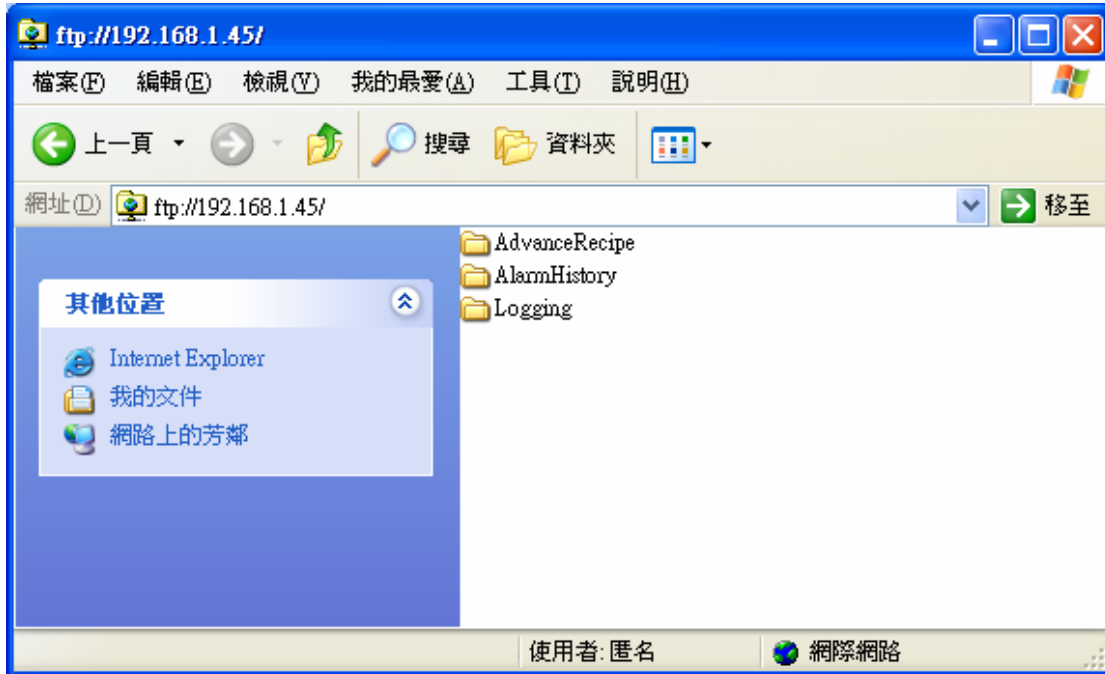 ftp://192.168.1.45/
檔案(F) 編輯(E) 檢視(V) 我的最愛(A) 工具(T) 說明(H)
上一頁 搜尋 資料夾
網址(D) ftp://192.168.1.45/ 移至
其他位置
Internet Explorer
我的文件
網路上的芳鄰
AdvanceRecipe
AlarmHistory
Logging
使用者: 匿名 網際網路